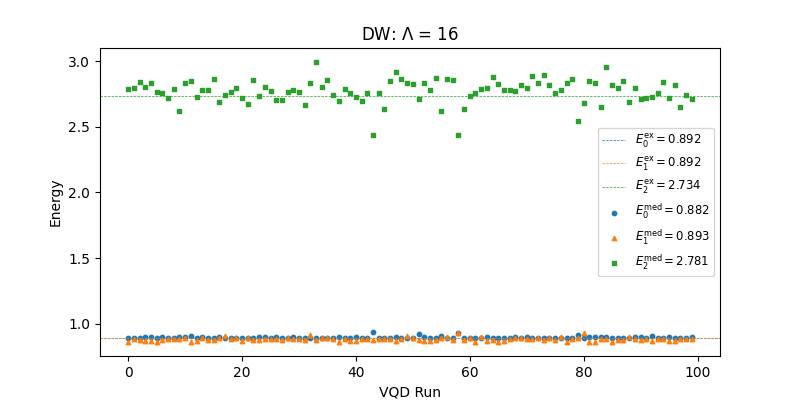 DW: Λ = 16
3.0
2.5
2.0
1.5
1.0
Energy
E_0^ex = 0.892
E_1^ex = 0.892
E_2^ex = 2.734
E_0^med = 0.882
E_1^med = 0.893
E_2^med = 2.781
0 20 40 60 80 100
VQD Run